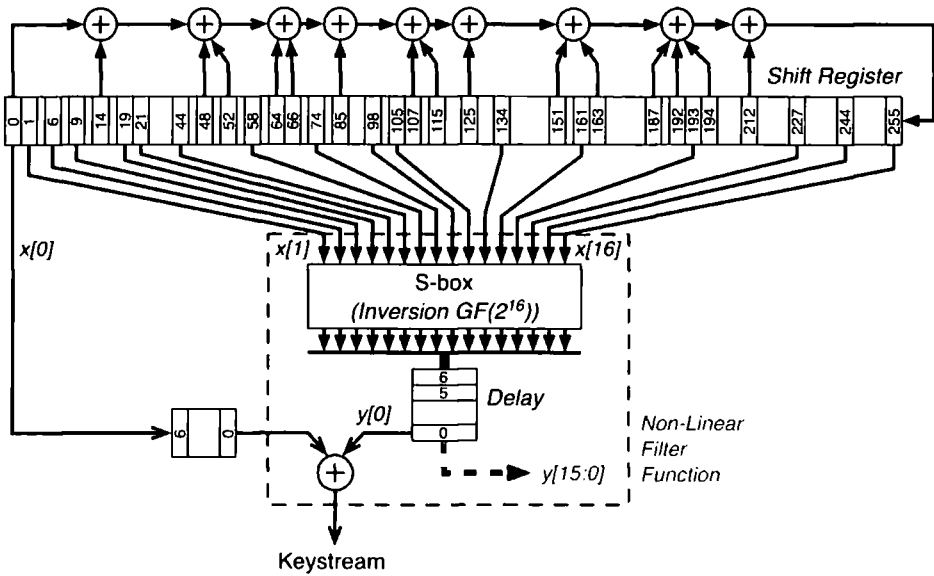 + + + + + + + + + +
Shift Register
0 1 6 9 14 19 21 44 48 52 58 64 66 74 85 98 105 107 115 125 134 151 161 163 187 192 193 194 212 227 244 255
x[0]
x[1]
x[16]
S-box
(Inversion GF(2¹⁶))
6
5
Delay
y[0]
6 0
0
+
y[15:0]
Non-Linear
Filter
Function
Keystream